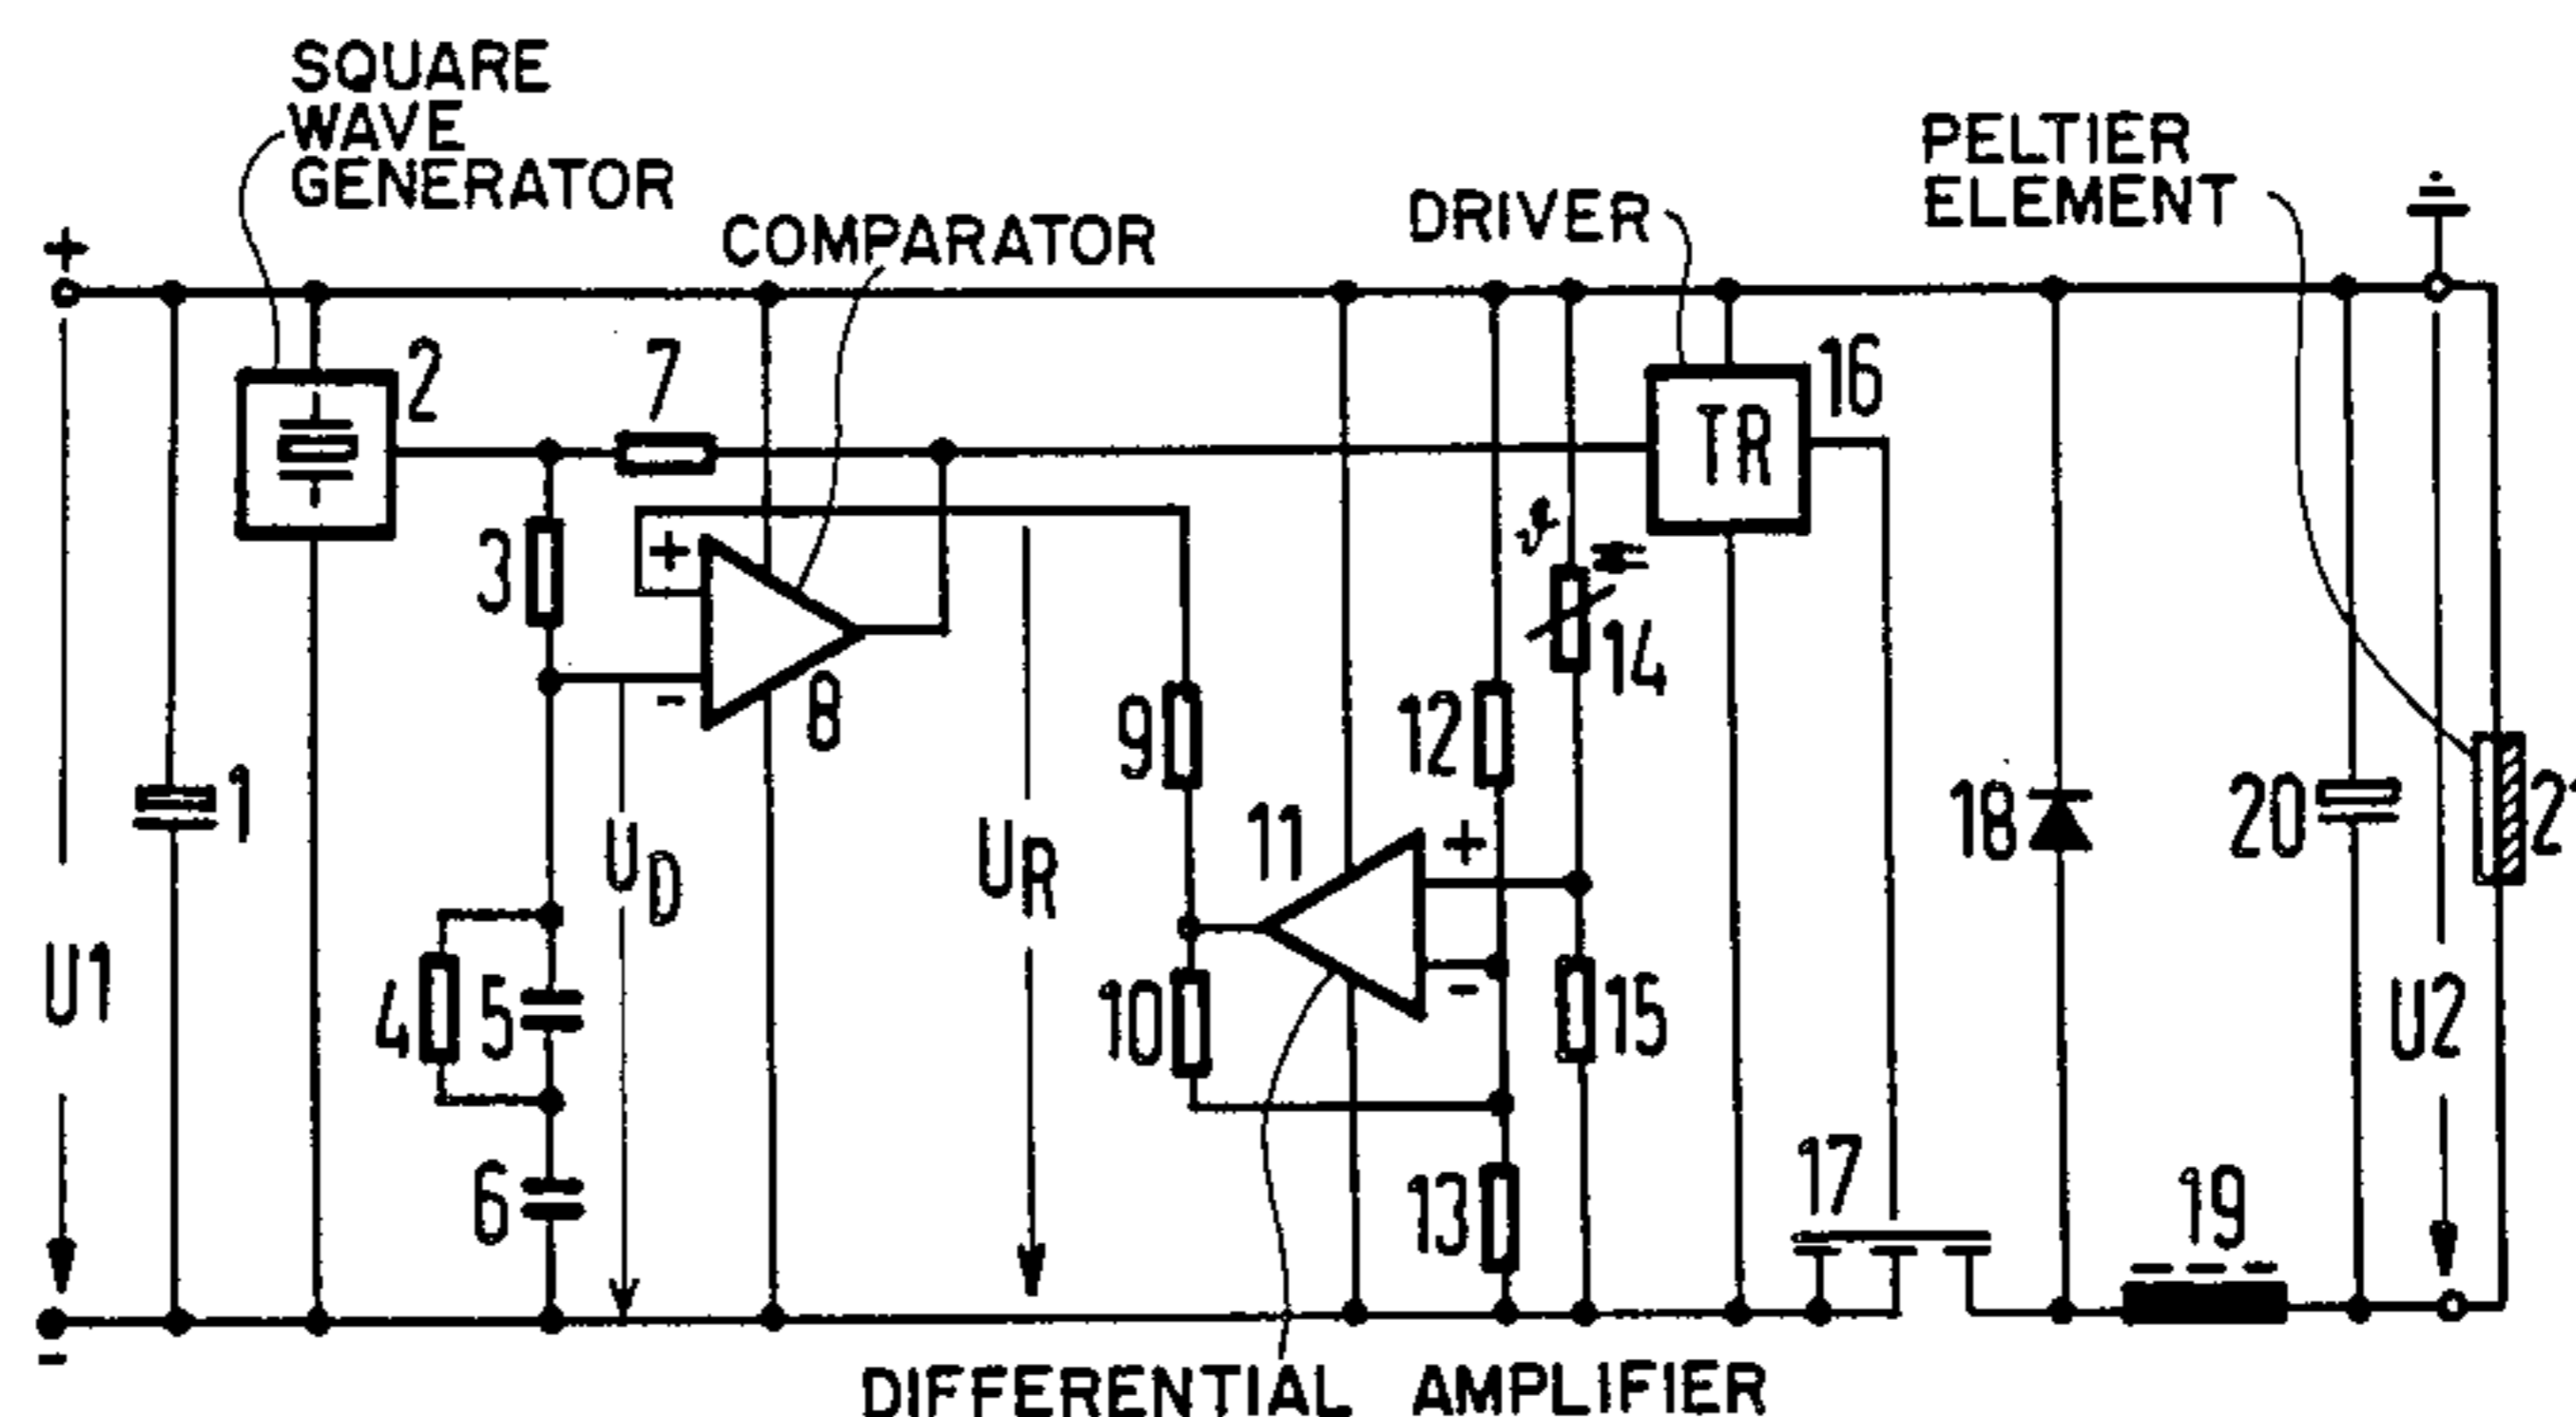 SQUARE
WAVE
GENERATOR
COMPARATOR
DRIVER
PELTIER
ELEMENT
+
2
7
16
TR
3
+
-
8
ϑ
14
9
12
1
11
+
-
18
20
21
U1
UD
UR
4
5
10
15
U2
6
13
17
19
-
DIFFERENTIAL AMPLIFIER